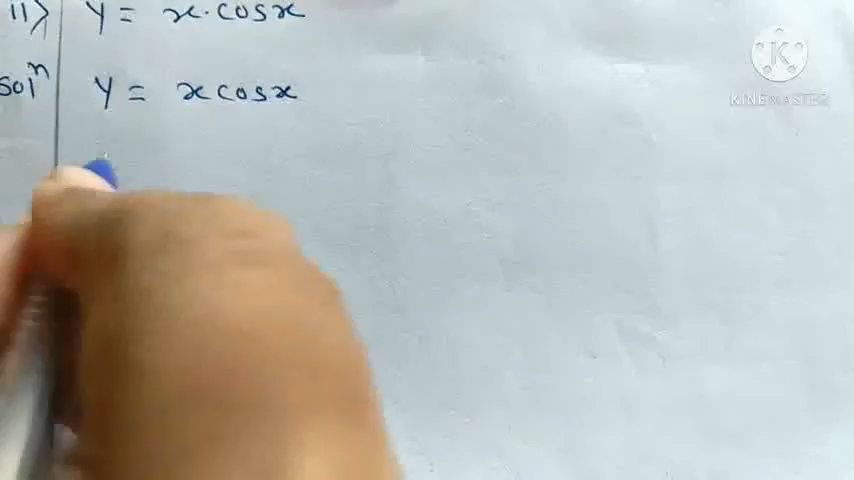 11) y = x.cosx
Soln y = x cosx
K
KINEMASTER